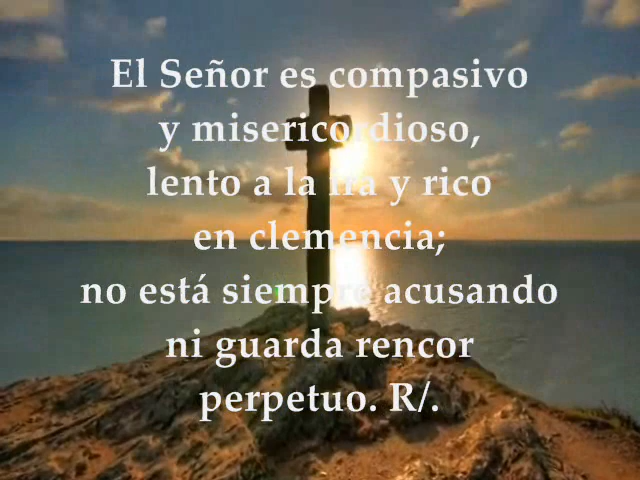 El Señor es compasivo
y misericordioso,
lento a la ira y rico
en clemencia;
no está siempre acusando
ni guarda rencor
perpetuo. R/.